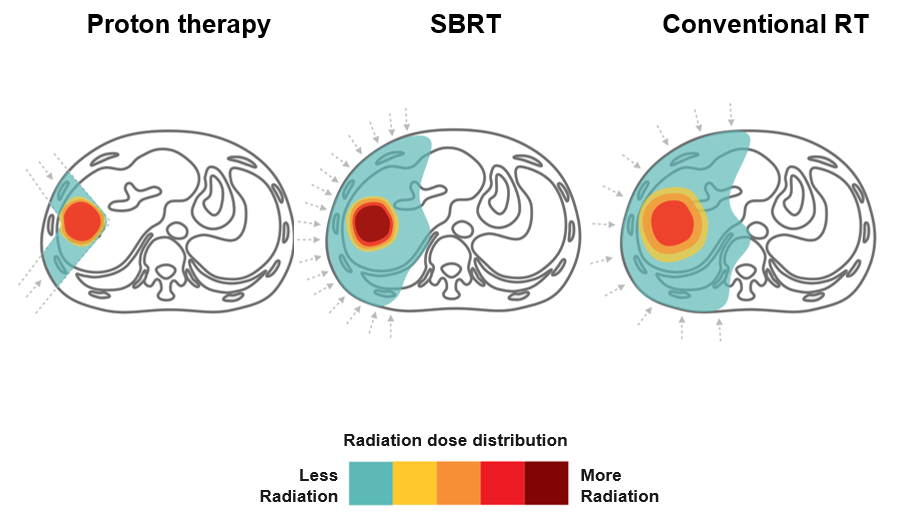 Proton therapy
SBRT
Conventional RT
Radiation dose distribution
Less
Radiation
More
Radiation